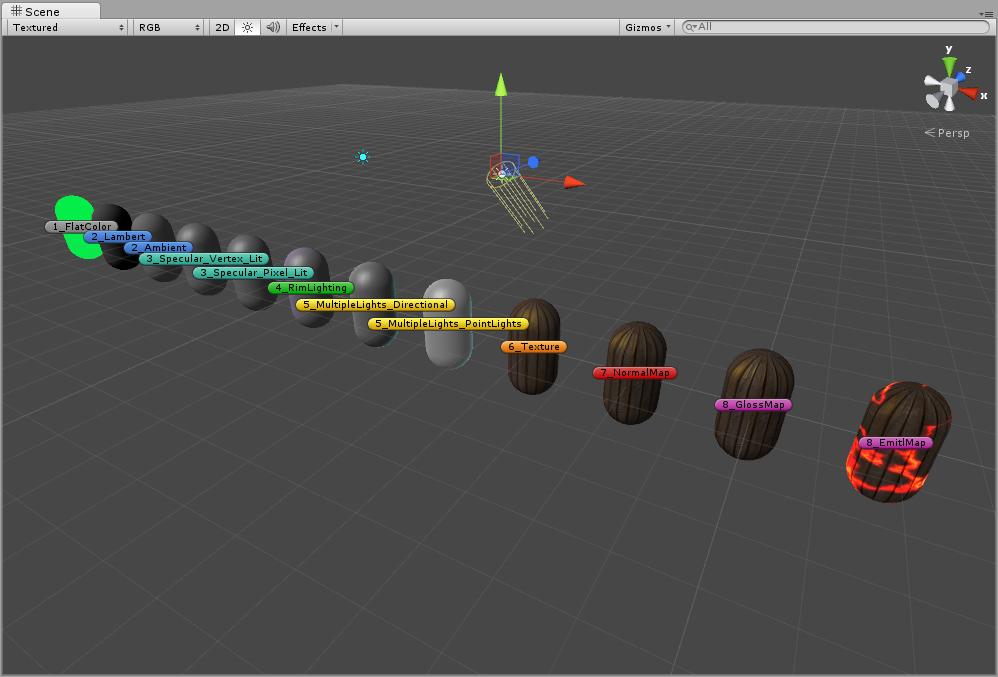 Scene
Textured RGB 2D Effects Gizmos All
y
z
x
Persp
1_FlatColor
2_Lambert
2_Ambient
3_Specular_Vertex_Lit
3_Specular_Pixel_Lit
4_RimLighting
5_MultipleLights_Directional
5_MultipleLights_PointLights
6_Texture
7_NormalMap
8_GlossMap
8_EmitlMap